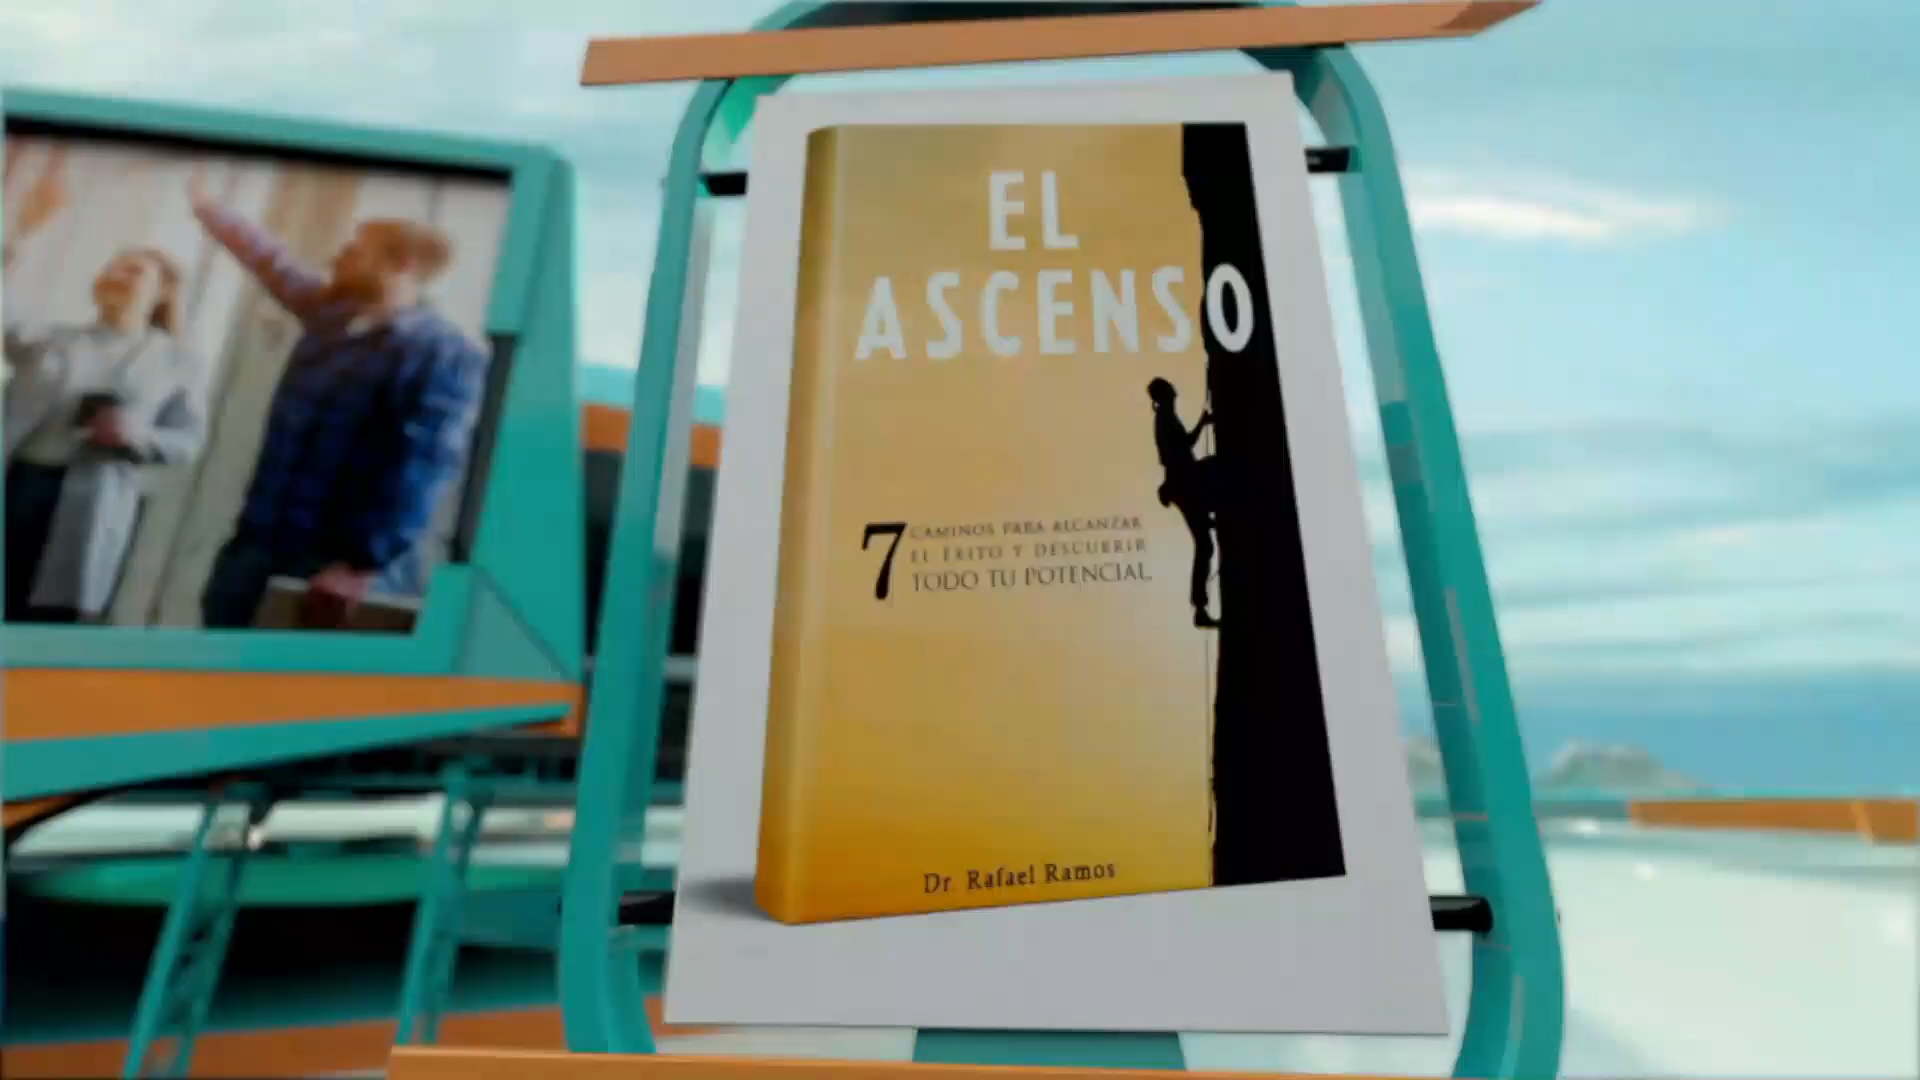 EL
ASCENSO
7 CAMINOS PARA ALCANZAR
EL ÉXITO Y DESCUBRIR
TODO TU POTENCIAL
Dr. Rafael Ramos